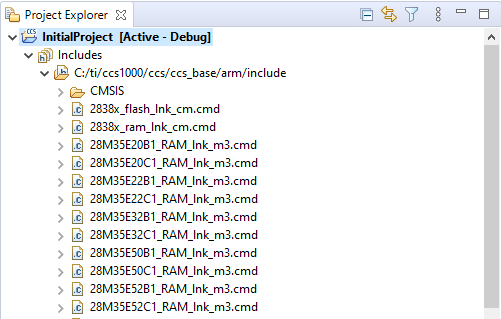 Project Explorer
InitialProject [Active - Debug]
Includes
C:/ti/ccs1000/ccs/ccs_base/arm/include
CMSIS
2838x_flash_lnk_cm.cmd
2838x_ram_lnk_cm.cmd
28M35E20B1_RAM_lnk_m3.cmd
28M35E20C1_RAM_lnk_m3.cmd
28M35E22B1_RAM_lnk_m3.cmd
28M35E22C1_RAM_lnk_m3.cmd
28M35E32B1_RAM_lnk_m3.cmd
28M35E32C1_RAM_lnk_m3.cmd
28M35E50B1_RAM_lnk_m3.cmd
28M35E50C1_RAM_lnk_m3.cmd
28M35E52B1_RAM_lnk_m3.cmd
28M35E52C1_RAM_lnk_m3.cmd